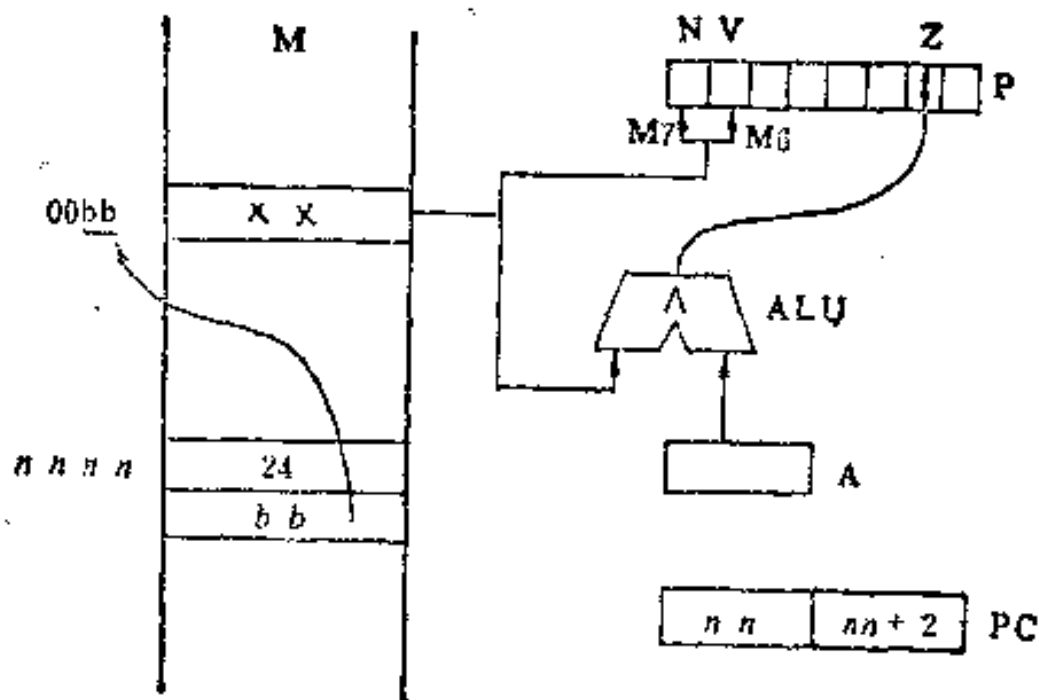 M
N V Z
P
M7 M6
00bb
X X
ALU
∧
n n n n
24
A
b b
n n
nn + 2
PC